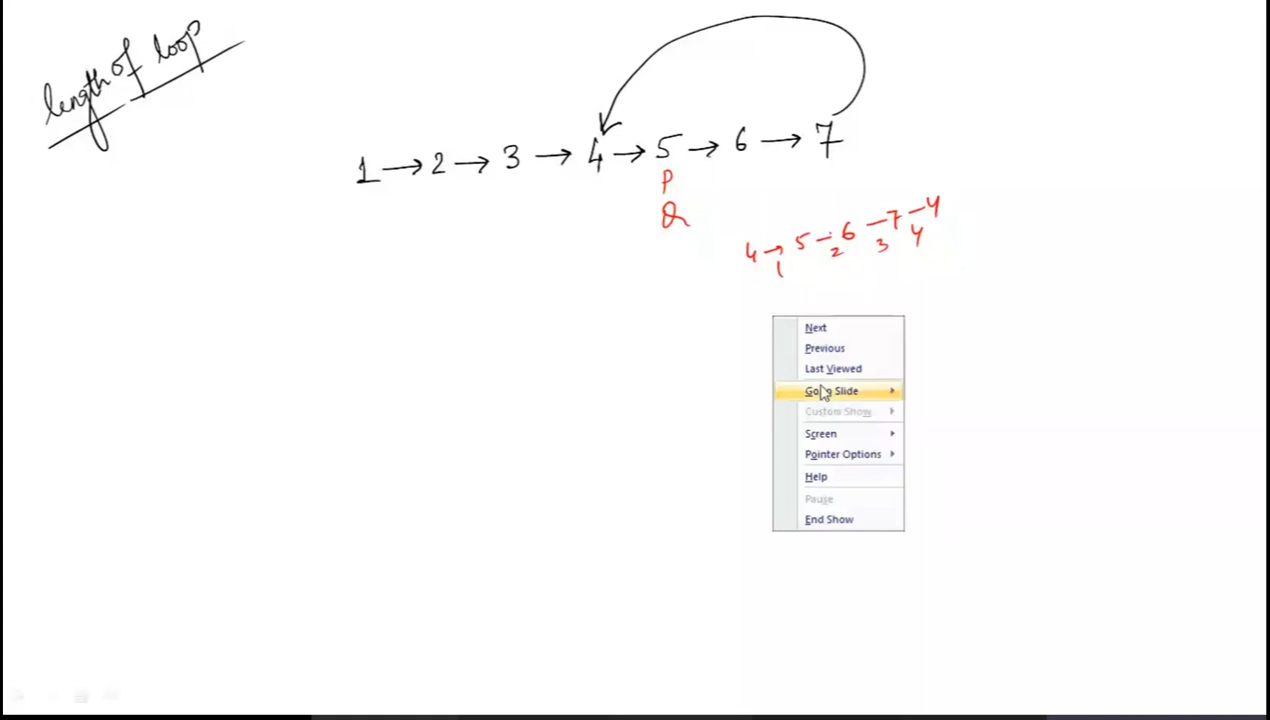 length of loop
1 → 2 → 3 → 4 → 5 → 6 → 7
P
Q
4 → 5 - 6 - 7 - 4
1 2 3 4
Next
Previous
Last Viewed
Go to Slide
Custom Show
Screen
Pointer Options
Help
Pause
End Show